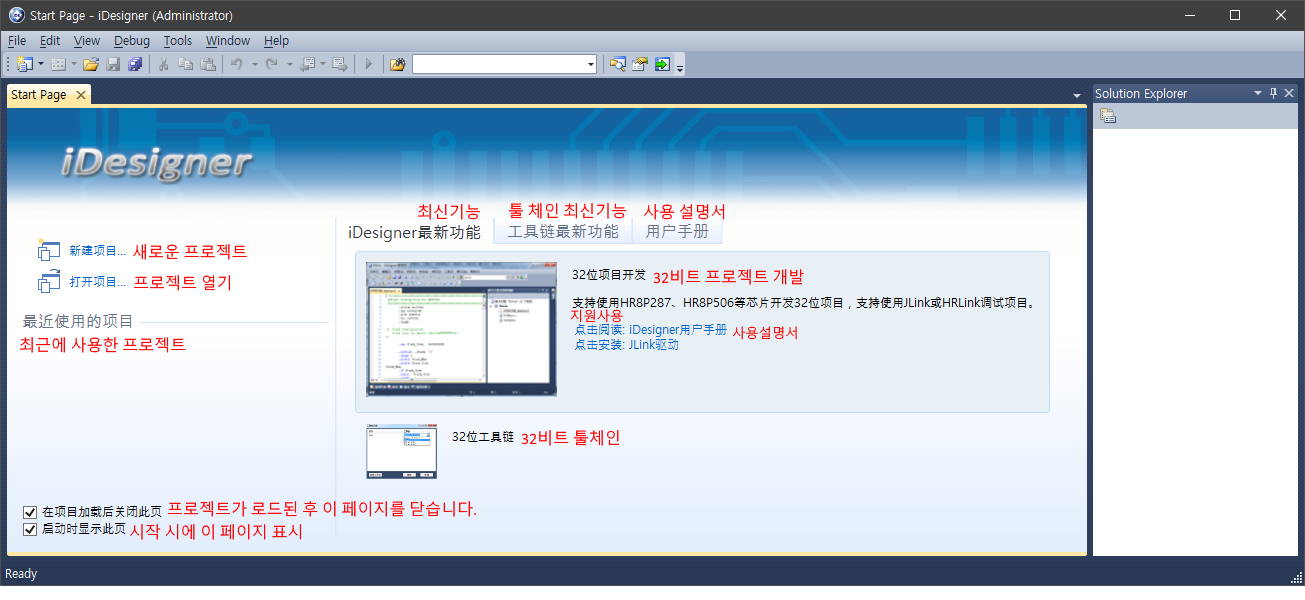 Start Page - iDesigner (Administrator)
File Edit View Debug Tools Window Help
Start Page
Solution Explorer
iDesigner
최신기능 툴 체인 최신기능 사용 설명서
iDesigner最新功能 工具链最新功能 用户手册
新建项目... 새로운 프로젝트
打开项目... 프로젝트 열기
最近使用的项目
최근에 사용한 프로젝트
32位项目开发 32비트 프로젝트 개발
支持使用HR8P287、HR8P506等芯片开发32位项目，支持使用JLink或HRLink调试项目。
지원사용
点击阅读: iDesigner用户手册 사용설명서
点击安装: JLink驱动
32位工具链 32비트 툴체인
在项目加载后关闭此页 프로젝트가 로드된 후 이 페이지를 닫습니다.
启动时显示此页 시작 시에 이 페이지 표시
Ready